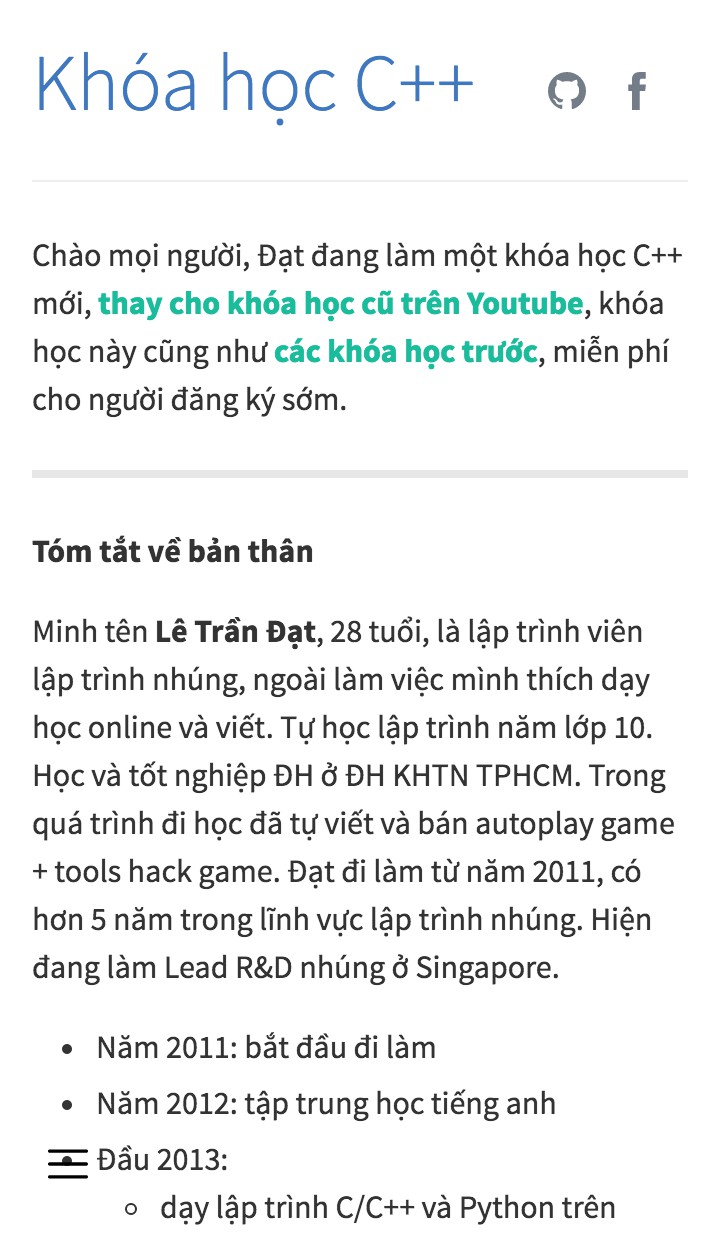 Khóa học C++
Chào mọi người, Đạt đang làm một khóa học C++
mới, thay cho khóa học cũ trên Youtube, khóa
học này cũng như các khóa học trước, miễn phí
cho người đăng ký sớm.
Tóm tắt về bản thân
Minh tên Lê Trần Đạt, 28 tuổi, là lập trình viên
lập trình nhúng, ngoài làm việc mình thích dạy
học online và viết. Tự học lập trình năm lớp 10.
Học và tốt nghiệp ĐH ở ĐH KHTN TPHCM. Trong
quá trình đi học đã tự viết và bán autoplay game
+ tools hack game. Đạt đi làm từ năm 2011, có
hơn 5 năm trong lĩnh vực lập trình nhúng. Hiện
đang làm Lead R&D nhúng ở Singapore.
• Năm 2011: bắt đầu đi làm
• Năm 2012: tập trung học tiếng anh
• Đầu 2013:
◦ dạy lập trình C/C++ và Python trên